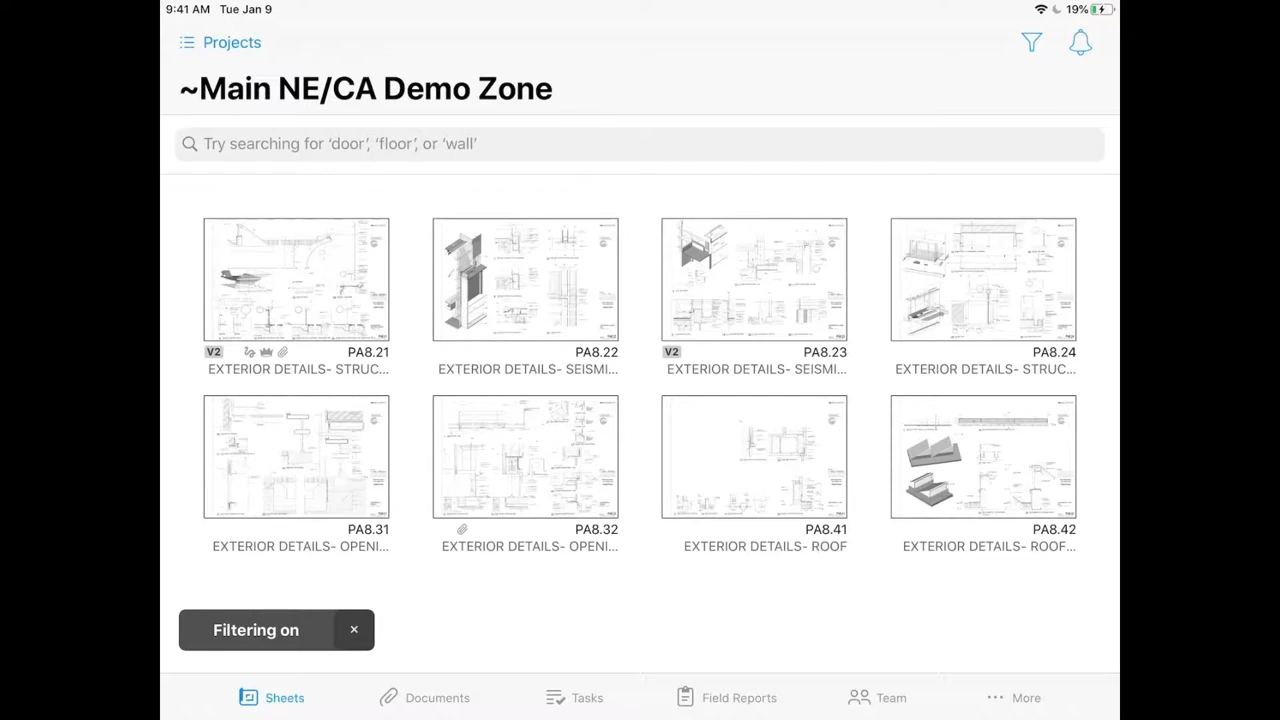 9:41 AM Tue Jan 9 19%
Projects
~Main NE/CA Demo Zone
Try searching for ‘door’, ‘floor’, or ‘wall’
V2 PA8.21 PA8.22 V2 PA8.23 PA8.24
EXTERIOR DETAILS- STRUC... EXTERIOR DETAILS- SEISMI... EXTERIOR DETAILS- SEISMI... EXTERIOR DETAILS- STRUC...
PA8.31 PA8.32 PA8.41 PA8.42
EXTERIOR DETAILS- OPENI... EXTERIOR DETAILS- OPENI... EXTERIOR DETAILS- ROOF EXTERIOR DETAILS- ROOF...
Filtering on ×
Sheets Documents Tasks Field Reports Team More